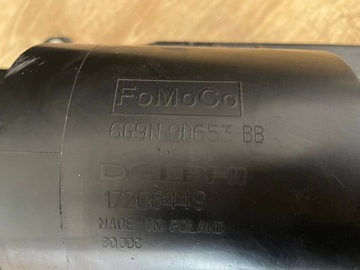 FoMoCo
6G9N-9D653 BB
DELPHI
17206449
MADE IN POLAND